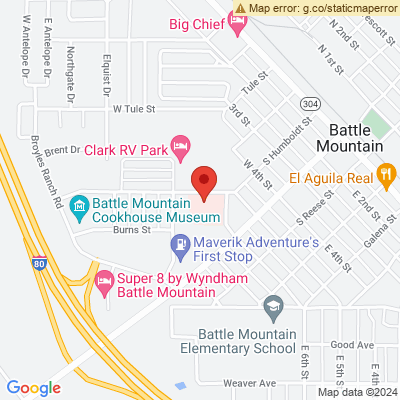 Map error: g.co/staticmaperror
Big Chief
W Antelope Dr
E Antelope Dr
Northgate Dr
Elquist Dr
Tule St
N 1st St
N 2nd St
W Tule St
3rd St
304
Brent Dr
Clark RV Park
W 4th St
S Humboldt St
Battle
Mountain
Broyles Ranch Rd
El Aguila Real
Battle Mountain
Cookhouse Museum
S Reese St
Galena St
Burns St
Maverik Adventure's
First Stop
E 4th St
80
Super 8 by Wyndham
Battle Mountain
Battle Mountain
Elementary School
Good Ave
E 6th St
E 5th St
E 4th St
Weaver Ave
Google
Map data ©2024